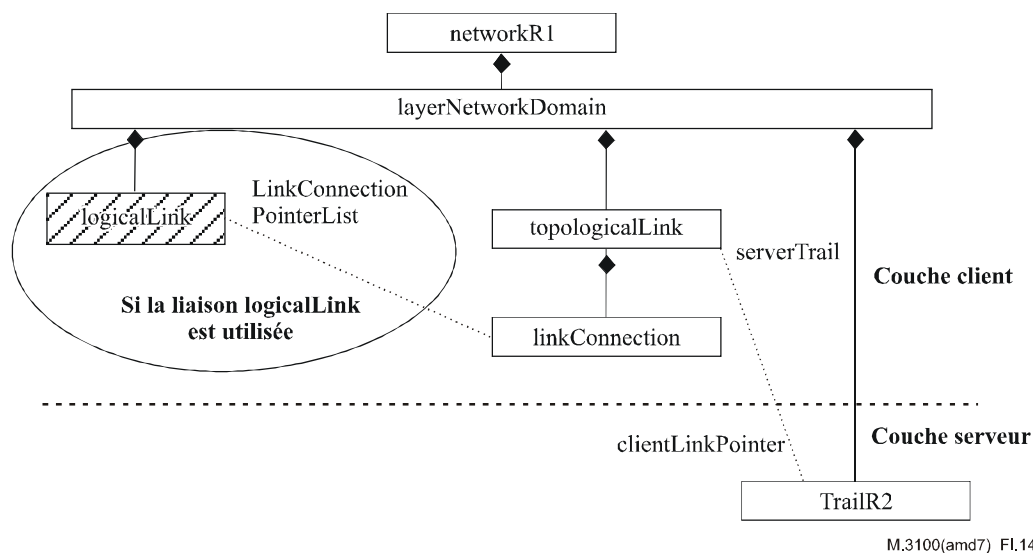 networkR1
layerNetworkDomain
logicalLink
LinkConnection
PointerList
topologicalLink
serverTrail
Couche client
Si la liaison logicalLink
est utilisée
linkConnection
clientLinkPointer
Couche serveur
TrailR2
M.3100(amd7)_FI.14